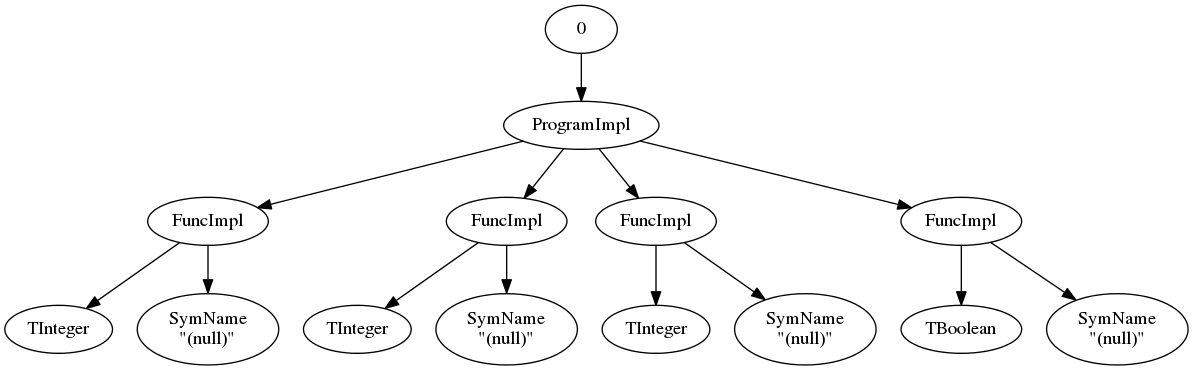 0
ProgramImpl
FuncImpl
FuncImpl
FuncImpl
FuncImpl
TInteger
SymName
"(null)"
TInteger
SymName
"(null)"
TInteger
SymName
"(null)"
TBoolean
SymName
"(null)"